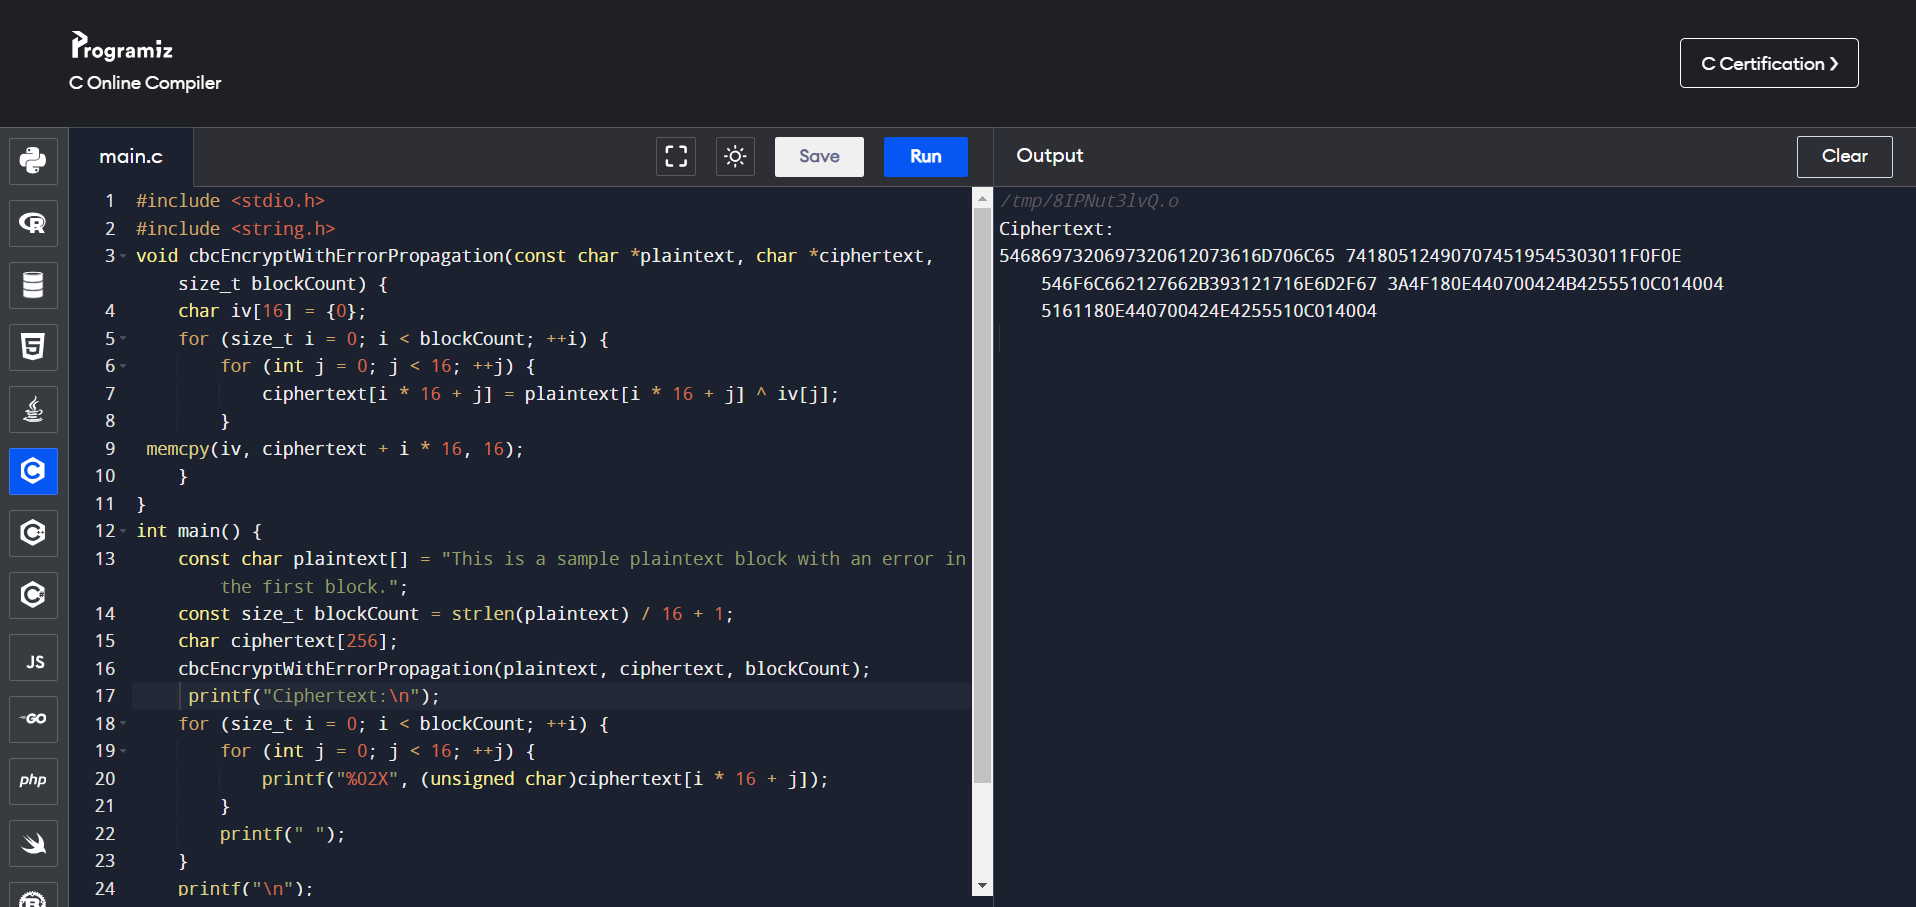 Programiz
C Online Compiler
C Certification ❯
main.c
Save
Run
Output
Clear
1 #include <stdio.h>
2 #include <string.h>
3 void cbcEncryptWithErrorPropagation(const char *plaintext, char *ciphertext,
size_t blockCount) {
4 char iv[16] = {0};
5 for (size_t i = 0; i < blockCount; ++i) {
6 for (int j = 0; j < 16; ++j) {
7 ciphertext[i * 16 + j] = plaintext[i * 16 + j] ^ iv[j];
8 }
9 memcpy(iv, ciphertext + i * 16, 16);
10 }
11 }
12 int main() {
13 const char plaintext[] = "This is a sample plaintext block with an error in
the first block.";
14 const size_t blockCount = strlen(plaintext) / 16 + 1;
15 char ciphertext[256];
16 cbcEncryptWithErrorPropagation(plaintext, ciphertext, blockCount);
17 printf("Ciphertext:\n");
18 for (size_t i = 0; i < blockCount; ++i) {
19 for (int j = 0; j < 16; ++j) {
20 printf("%02X", (unsigned char)ciphertext[i * 16 + j]);
21 }
22 printf(" ");
23 }
24 printf("\n");
/tmp/8IPNut3lvQ.o
Ciphertext:
546869732069732061207361​6D706C65 74180512490707451954530​3011F0F0E
546F6C662127662B393121716E6D2F67 3A4F180E440700424B4255510C014004
5161180E440700424E4255510C014004
JS
GO
php